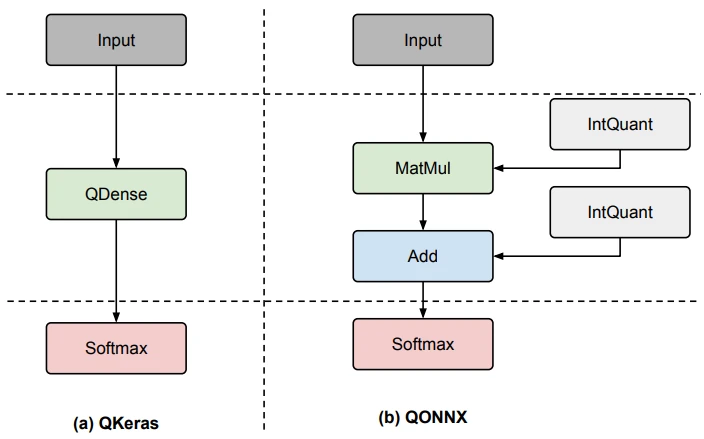 Input
QDense
Softmax
(a) QKeras
Input
IntQuant
MatMul
IntQuant
Add
Softmax
(b) QONNX